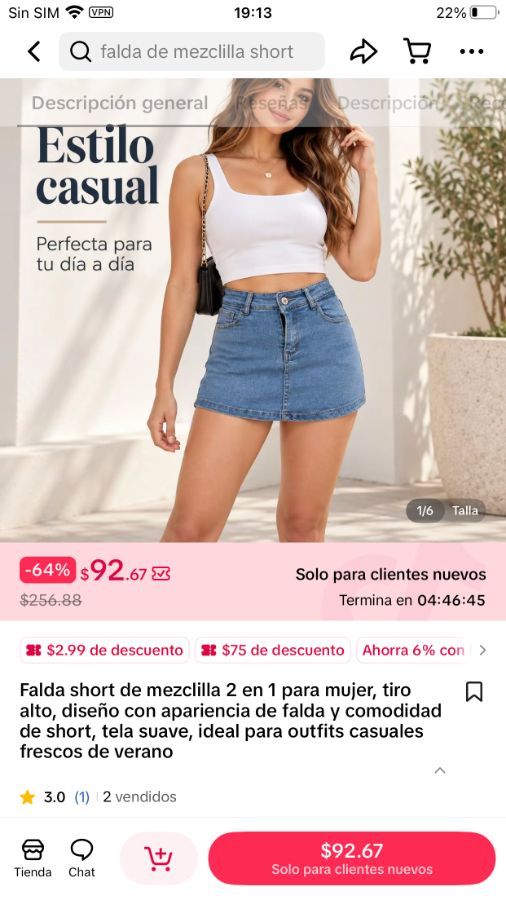 Sin SIM VPN 19:13 22%
falda de mezclilla short
Descripción general Reseñas Descripción
Estilo
casual
Perfecta para
tu día a día
1/6 Talla
-64% $92.67 Solo para clientes nuevos
$256.88 Termina en 04:46:45
$2.99 de descuento $75 de descuento Ahorra 6% con
Falda short de mezclilla 2 en 1 para mujer, tiro
alto, diseño con apariencia de falda y comodidad
de short, tela suave, ideal para outfits casuales
frescos de verano
3.0 (1) 2 vendidos
Tienda Chat $92.67
Solo para clientes nuevos